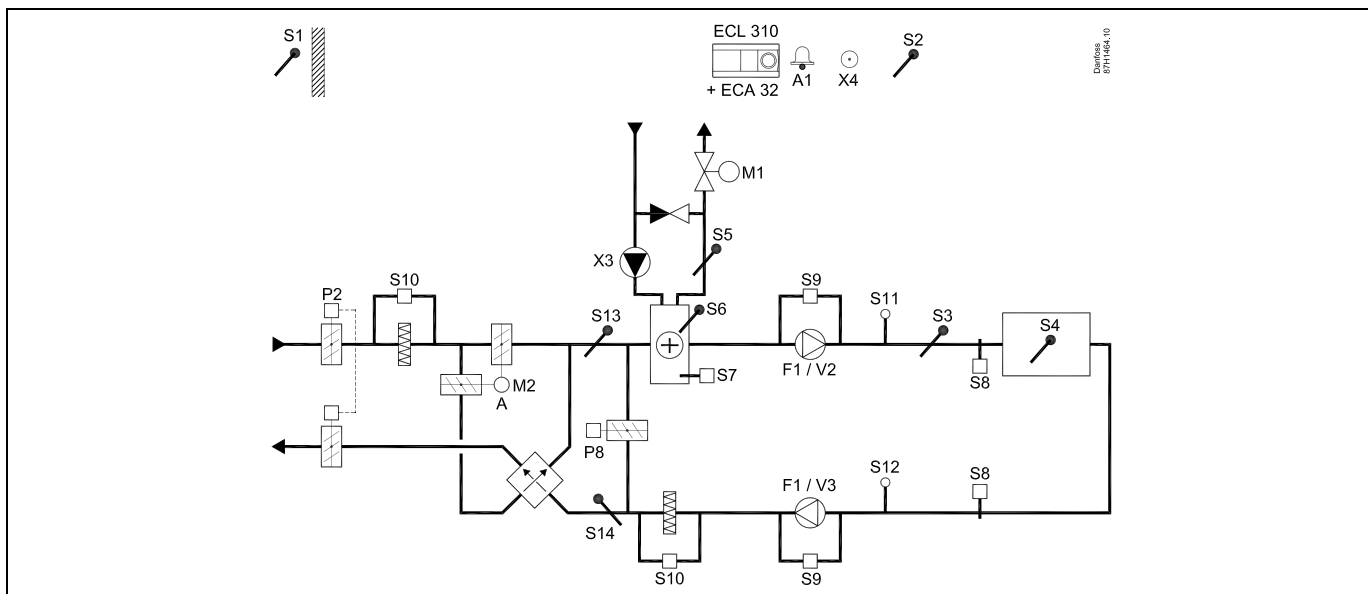 S1
ECL 310
+ ECA 32
A1
X4
S2
Danfoss
87H1464.10
M1
S5
X3
S10
P2
S13
S6
S9
S11
S3
S4
M2
A
S7
F1 / V2
S8
P8
F1 / V3
S12
S8
S14
S10
S9